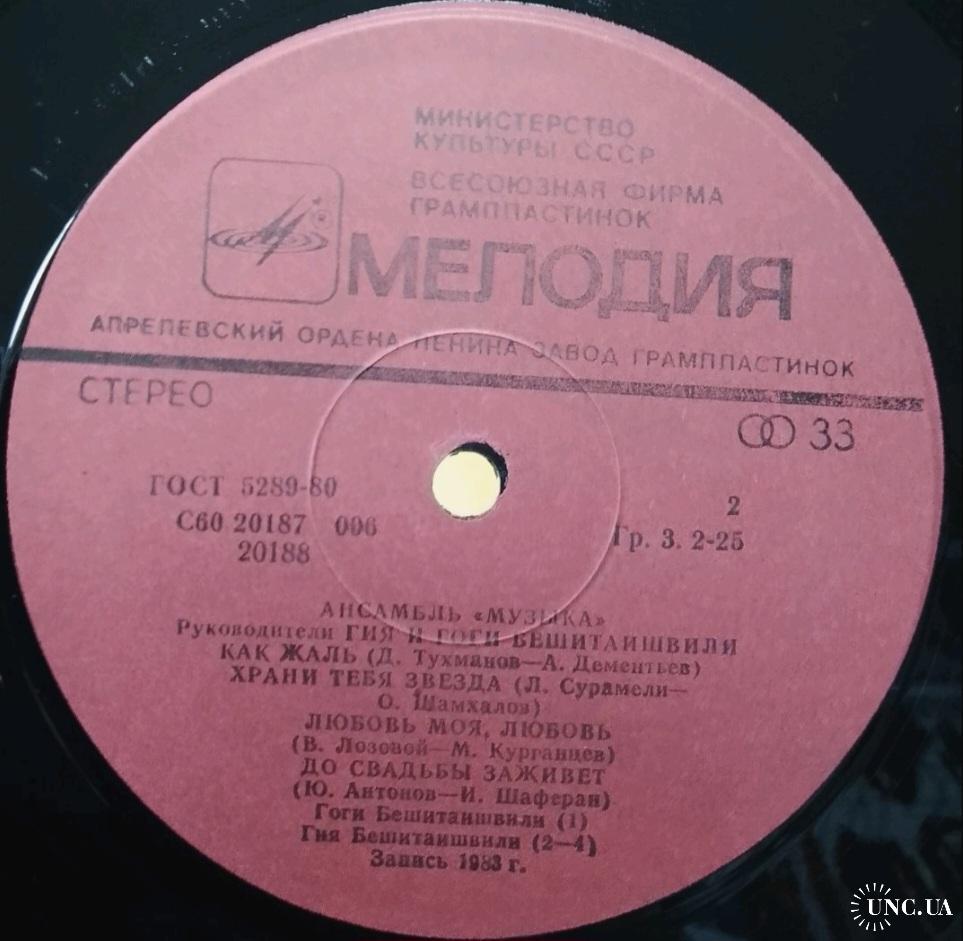 МИНИСТЕРСТВО
КУЛЬТУРЫ СССР
ВСЕСОЮЗНАЯ ФИРМА
ГРАМПЛАСТИНОК
МЕЛОДИЯ
АПРЕЛЕВСКИЙ ОРДЕНА ЛЕНИНА ЗАВОД ГРАМПЛАСТИНОК
СТЕРЕО
33
ГОСТ 5289-80
С60 20187 006
20188
2
Гр. 3. 2-25
АНСАМБЛЬ «МУЗЫКА»
Руководители ГИЯ И ГОГИ БЕШИТАИШВИЛИ
КАК ЖАЛЬ (Д. Тухманов—А. Дементьев)
ХРАНИ ТЕБЯ ЗВЕЗДА (Л. Сурамели—
О. Шамхалов)
ЛЮБОВЬ МОЯ, ЛЮБОВЬ
(В. Лозовой—М. Курганцев)
ДО СВАДЬБЫ ЗАЖИВЕТ
(Ю. Антонов—И. Шаферан)
Гоги Бешитаишвили (1)
Гия Бешитаишвили (2—4)
Запись 1983 г.
UNC.UA